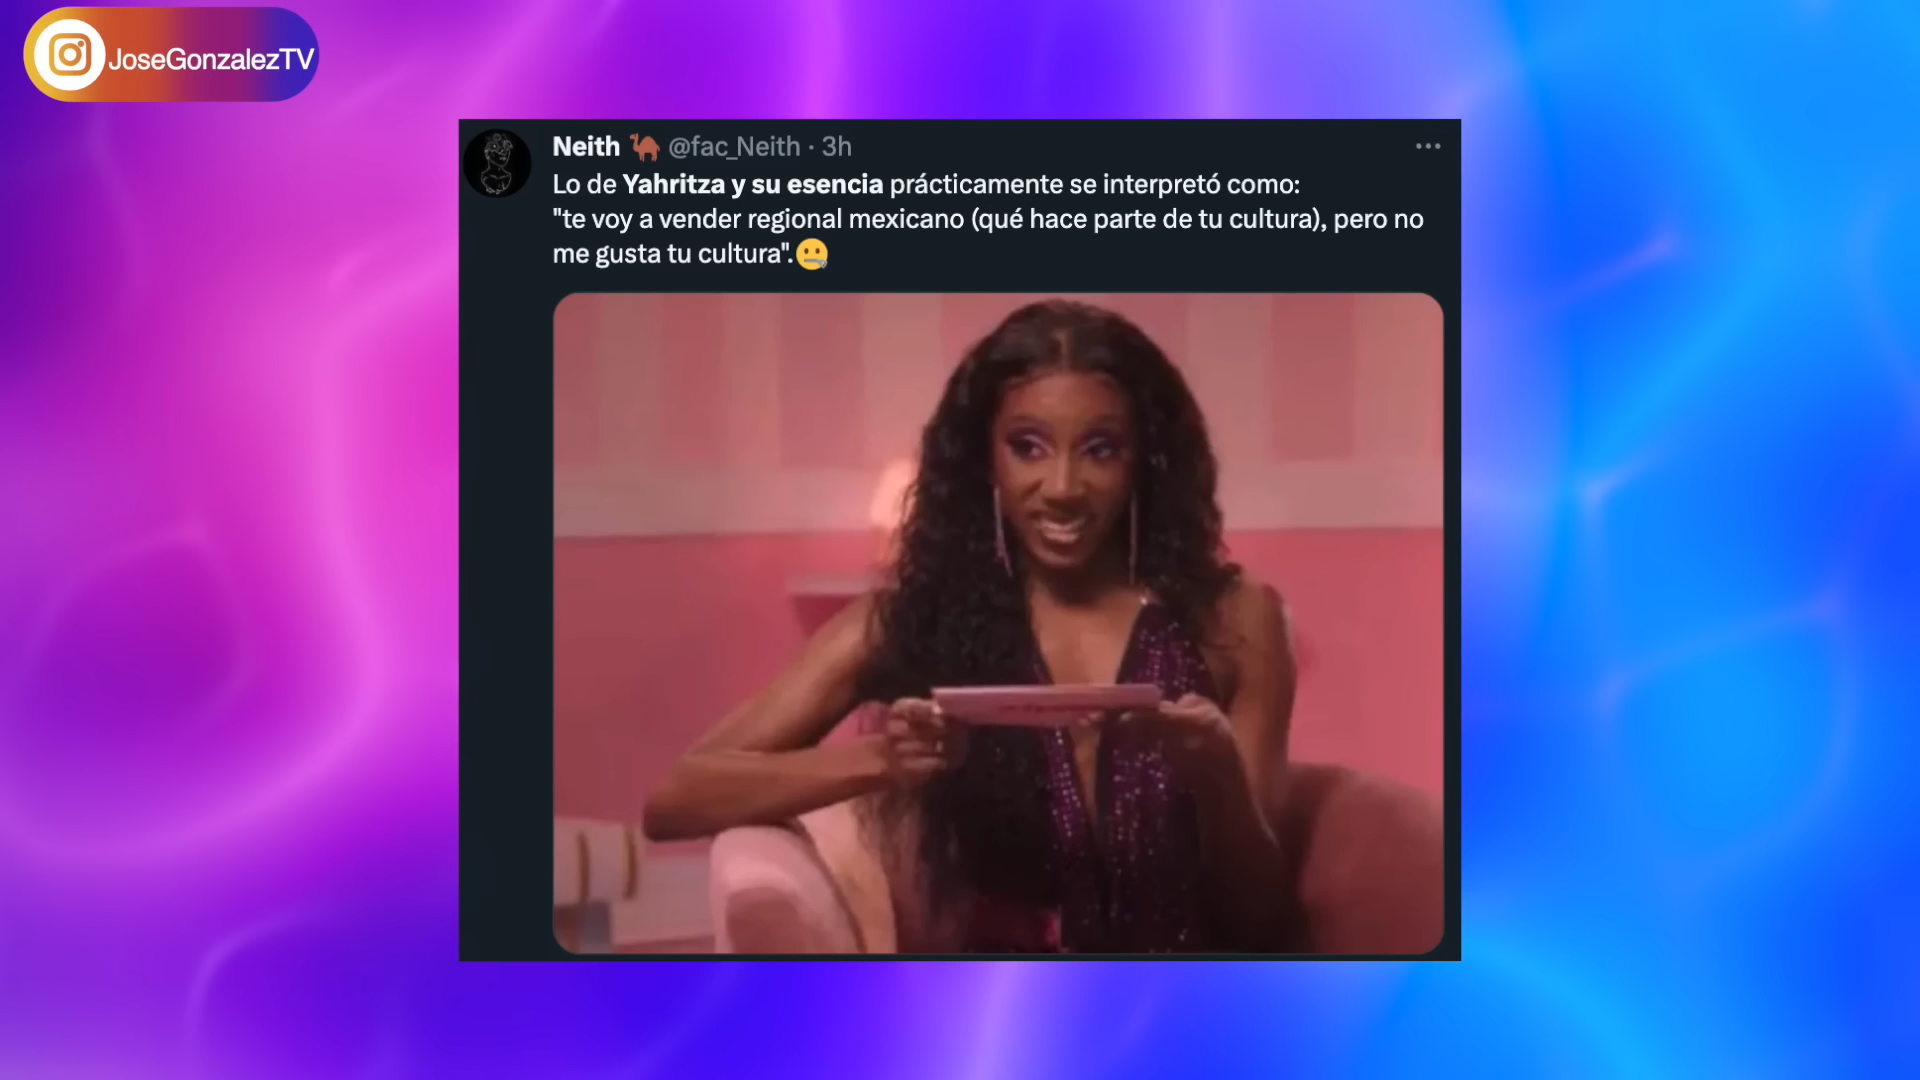 JoseGonzalezTV
Neith 🐪 @fac_Neith · 3h
Lo de Yahritza y su esencia prácticamente se interpretó como:
"te voy a vender regional mexicano (qué hace parte de tu cultura), pero no
me gusta tu cultura".🤐